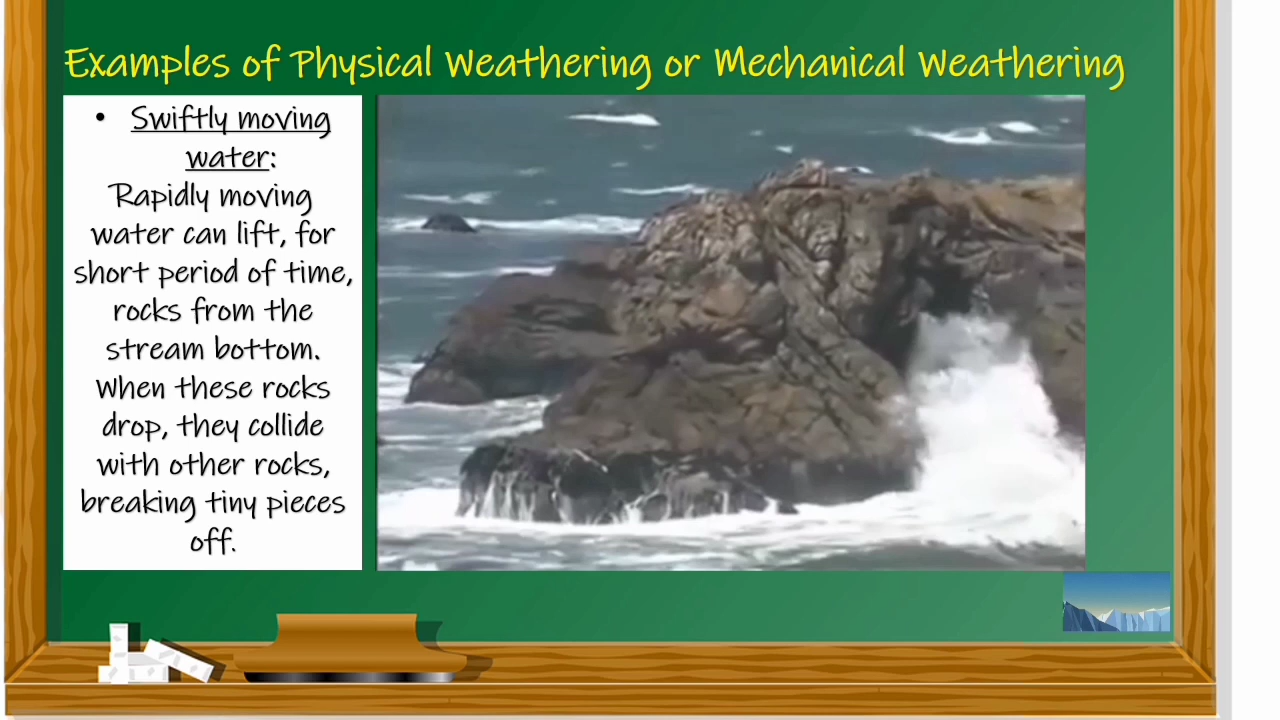 Examples of Physical Weathering or Mechanical Weathering
• Swiftly moving
water:
Rapidly moving
water can lift, for
short period of time,
rocks from the
stream bottom.
When these rocks
drop, they collide
with other rocks,
breaking tiny pieces
off.